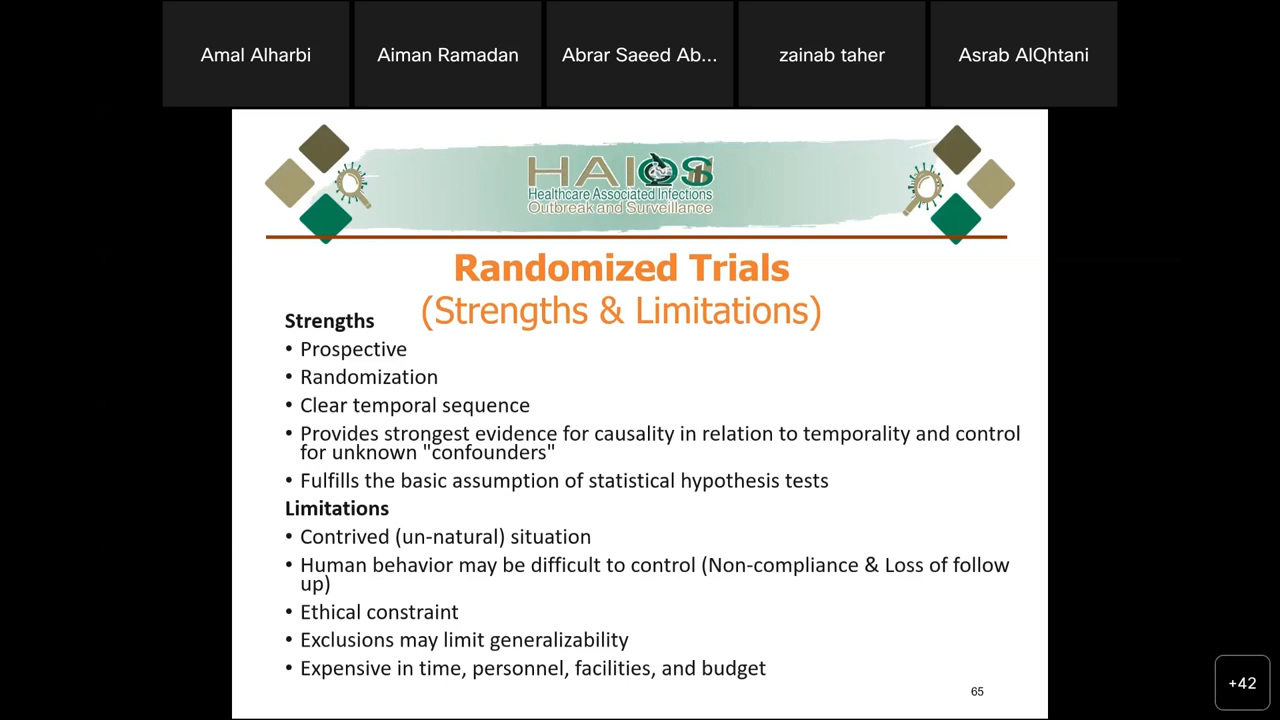 Amal Alharbi
Aiman Ramadan
Abrar Saeed Ab...
zainab taher
Asrab AlQhtani
HAIOS
Healthcare Associated Infections
Outbreak and Surveillance
Randomized Trials
(Strengths & Limitations)
Strengths
• Prospective
• Randomization
• Clear temporal sequence
• Provides strongest evidence for causality in relation to temporality and control
for unknown "confounders"
• Fulfills the basic assumption of statistical hypothesis tests
Limitations
• Contrived (un-natural) situation
• Human behavior may be difficult to control (Non-compliance & Loss of follow
up)
• Ethical constraint
• Exclusions may limit generalizability
• Expensive in time, personnel, facilities, and budget
65
+42